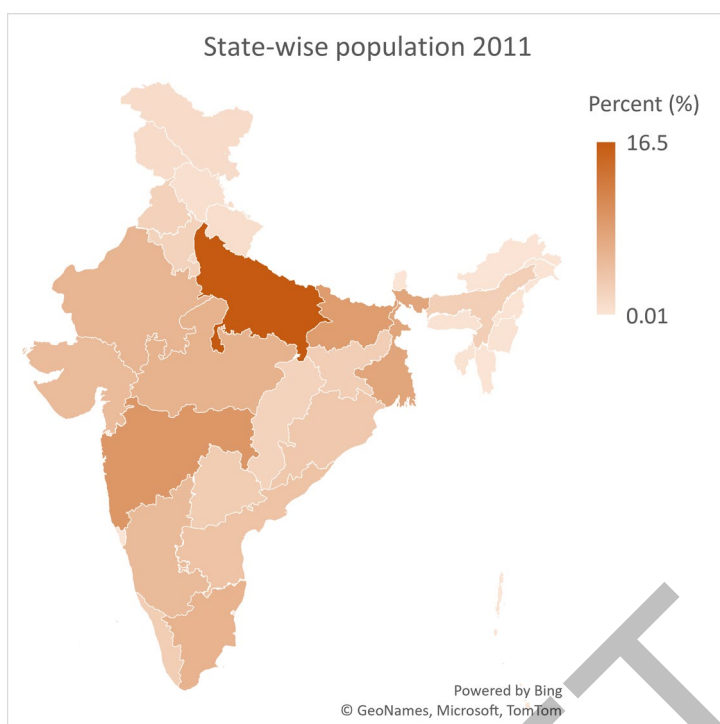 State-wise population 2011
Percent (%)
16.5
0.01
Powered by Bing
© GeoNames, Microsoft, TomTom